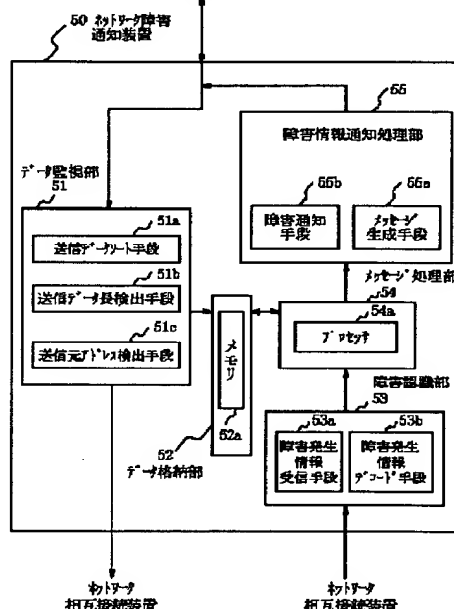 50 ネットワーク障害
通知装置
55
障害情報通知処理部
55b
障害通知
手段
55a
メッセージ
生成手段
データ監視部
51
51a
送信データソート手段
51b
送信データ長検出手段
51c
送信元アドレス検出手段
メッセージ処理部
54
54a
プロセッサ
メモリ
52a
52
データ格納部
障害認識部
53
53a
障害発生
情報
受信手段
53b
障害発生
情報
デコード手段
ネットワーク
相互接続装置
ネットワーク
相互接続装置